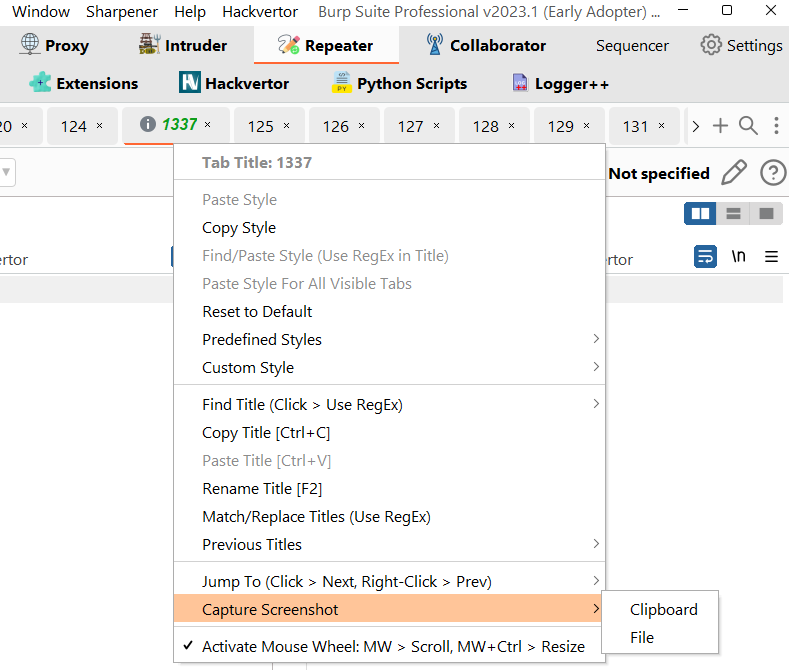 Window Sharpener Help Hackvertor Burp Suite Professional v2023.1 (Early Adopter) ...
Proxy Intruder Repeater Collaborator Sequencer Settings
Extensions Hackvertor Python Scripts Logger++
20 × 124 × 1337 × 125 × 126 × 127 × 128 × 129 × 131 ×
Tab Title: 1337
Not specified
Paste Style
Copy Style
Find/Paste Style (Use RegEx in Title)
rtor rtor \n
Paste Style For All Visible Tabs
Reset to Default
Predefined Styles
Custom Style
Find Title (Click > Use RegEx)
Copy Title [Ctrl+C]
Paste Title [Ctrl+V]
Rename Title [F2]
Match/Replace Titles (Use RegEx)
Previous Titles
Jump To (Click > Next, Right-Click > Prev)
Capture Screenshot
Clipboard
File
✓ Activate Mouse Wheel: MW > Scroll, MW+Ctrl > Resize